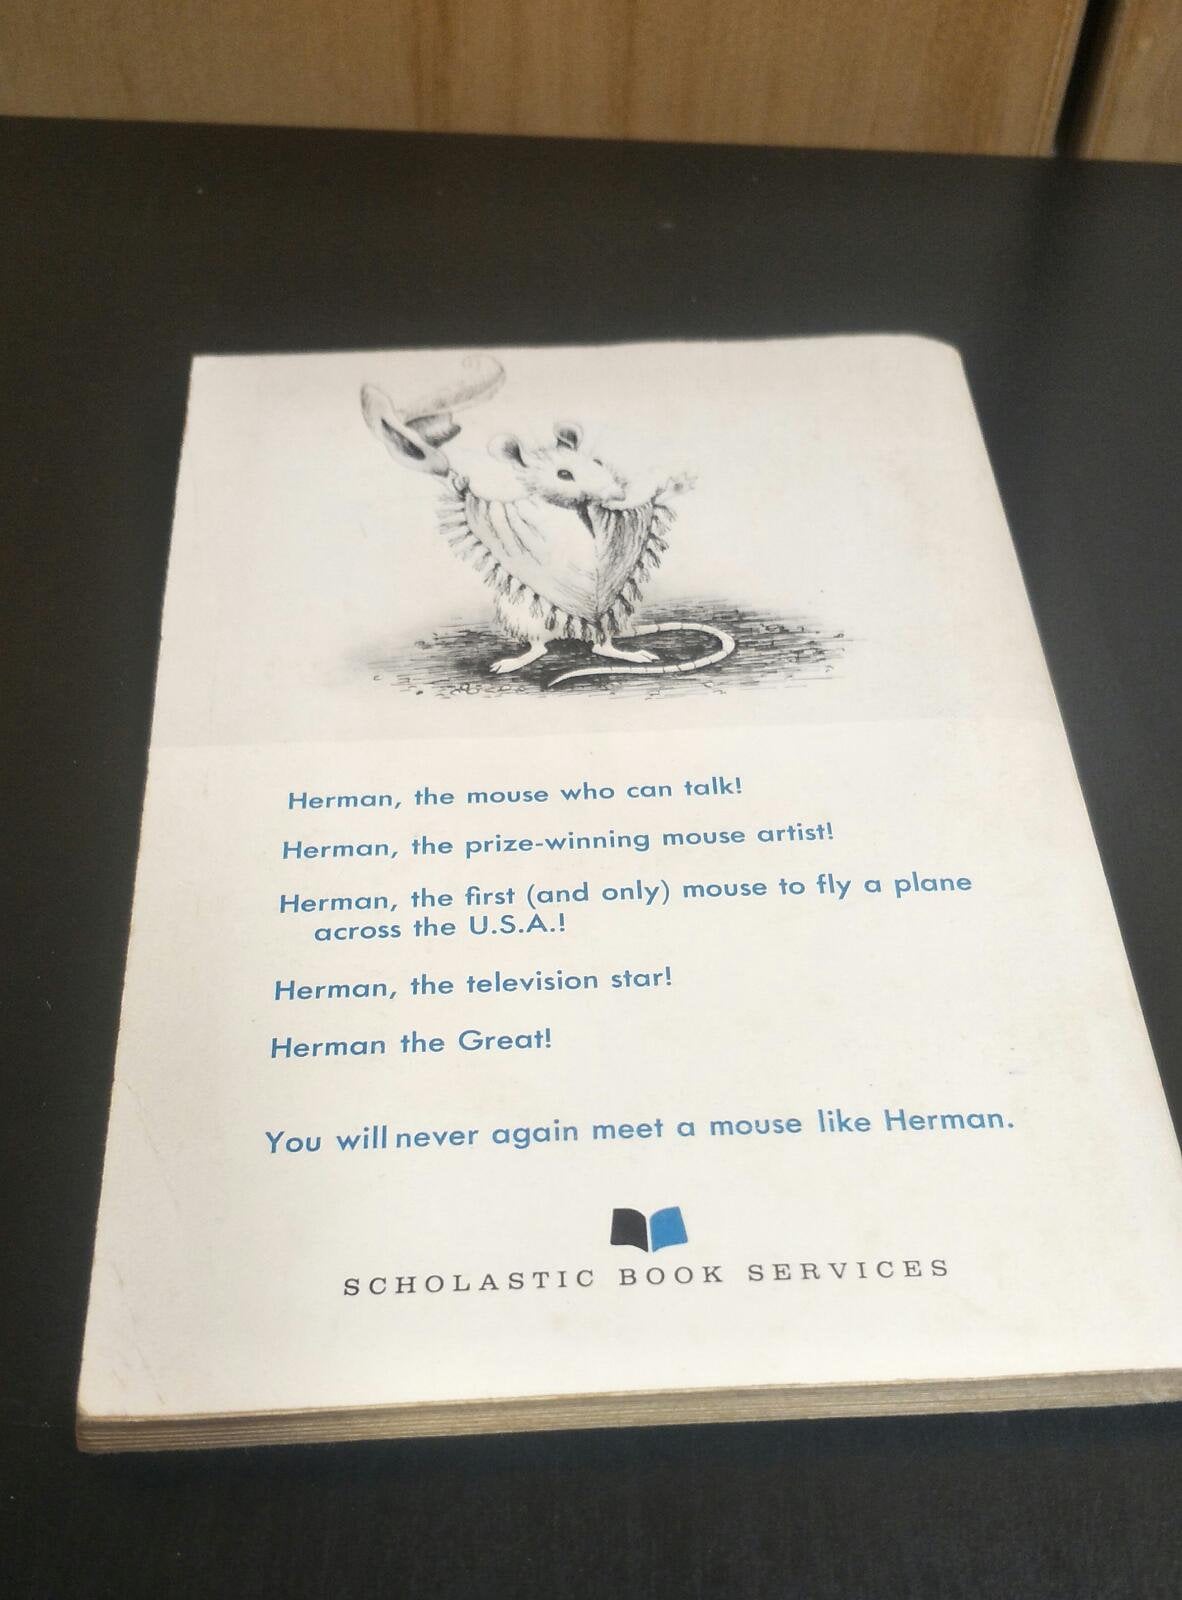 Herman, the mouse who can talk!
Herman, the prize-winning mouse artist!
Herman, the first (and only) mouse to fly a plane
across the U.S.A.!
Herman, the television star!
Herman the Great!
You will never again meet a mouse like Herman.
SCHOLASTIC BOOK SERVICES